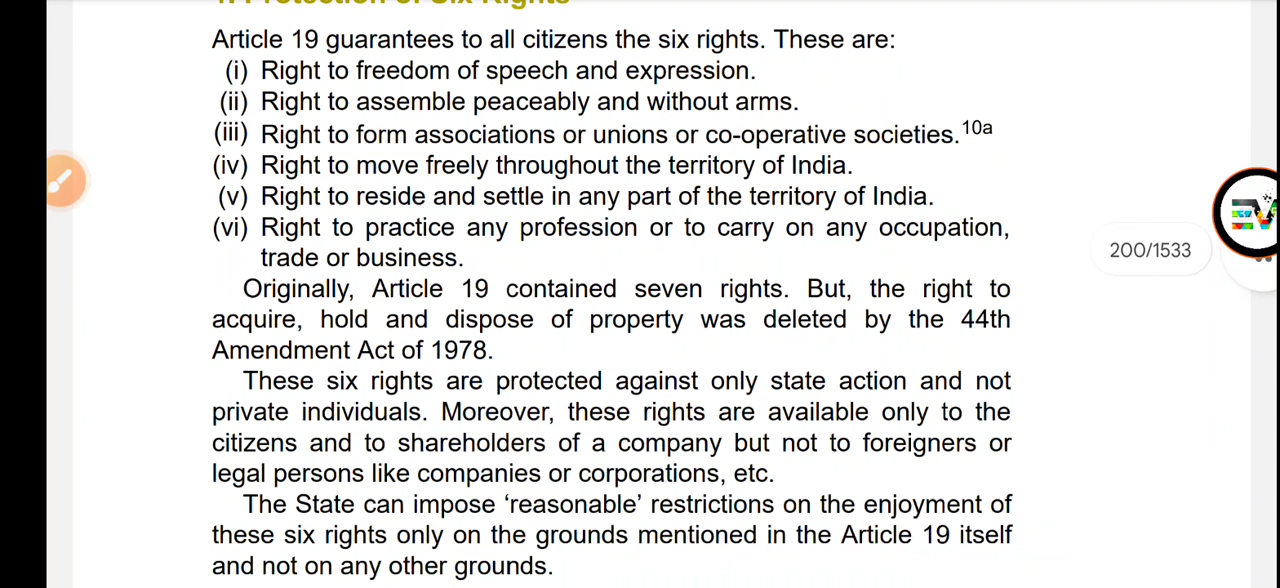 1. Protection of Six Rights
Article 19 guarantees to all citizens the six rights. These are:
(i) Right to freedom of speech and expression.
(ii) Right to assemble peaceably and without arms.
(iii) Right to form associations or unions or co-operative societies.10a
(iv) Right to move freely throughout the territory of India.
(v) Right to reside and settle in any part of the territory of India.
(vi) Right to practice any profession or to carry on any occupation,
trade or business.
200/1533
Originally, Article 19 contained seven rights. But, the right to
acquire, hold and dispose of property was deleted by the 44th
Amendment Act of 1978.
These six rights are protected against only state action and not
private individuals. Moreover, these rights are available only to the
citizens and to shareholders of a company but not to foreigners or
legal persons like companies or corporations, etc.
The State can impose ‘reasonable’ restrictions on the enjoyment of
these six rights only on the grounds mentioned in the Article 19 itself
and not on any other grounds.